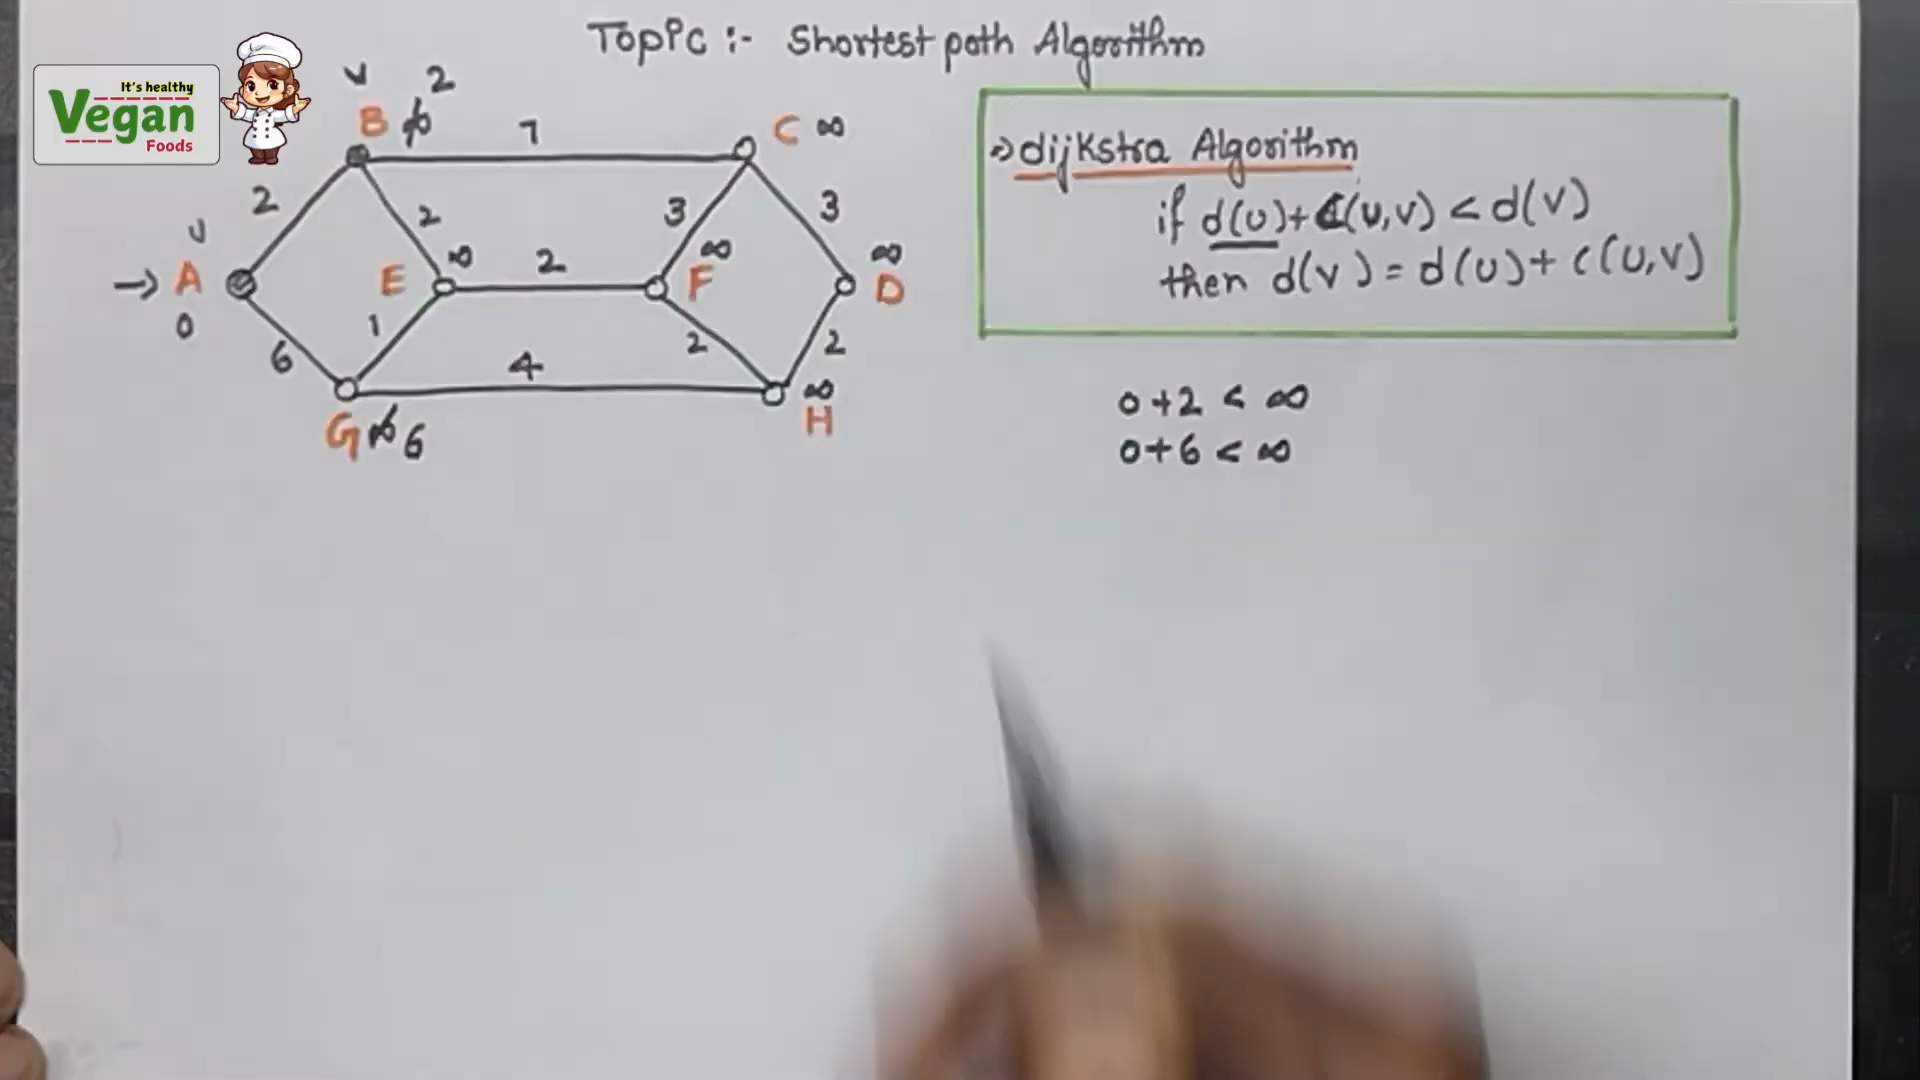 Topic :- Shortest path Algorithm
It's healthy
Vegan
Foods
v
2
B ∞
7
C ∞
2
2
3
3
v
→ A
0
E
∞
2
∞
F
∞
D
6
1
4
2
2
∞
H
G ∞ 6
⇒ dijkstra Algorithm
if d(u)+c(u,v) < d(v)
then d(v) = d(u) + c(u,v)
0+2 < ∞
0+6 < ∞